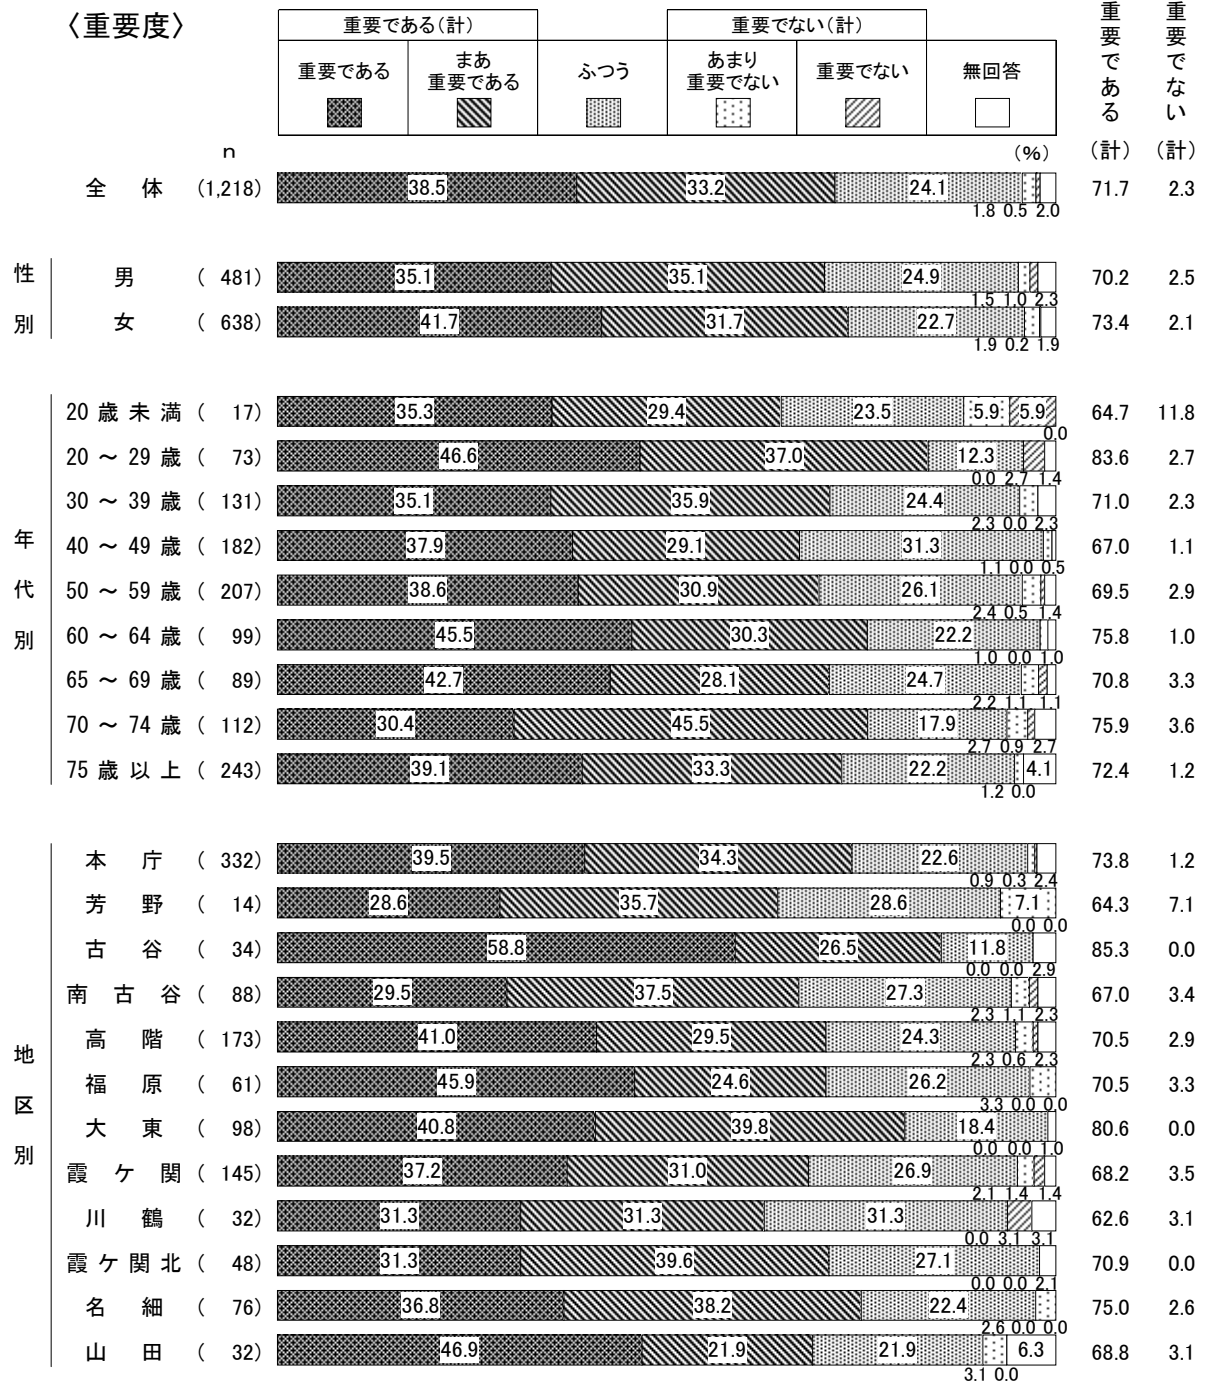 〈重要度〉
重要である(計)
重要でない(計)
重要である
まあ
重要である
ふつう
あまり
重要でない
重要でない
無回答
重要である(計)
重要でない(計)
n
(%)
全体 (1,218) 38.5 33.2 24.1 71.7 2.3
1.8 0.5 2.0
性別
男 ( 481) 35.1 35.1 24.9 70.2 2.5
1.5 1.0 2.3
女 ( 638) 41.7 31.7 22.7 73.4 2.1
1.9 0.2 1.9
年代別
20歳未満 ( 17) 35.3 29.4 23.5 5.9 5.9 64.7 11.8
0.0
20～29歳 ( 73) 46.6 37.0 12.3 83.6 2.7
0.0 2.7 1.4
30～39歳 ( 131) 35.1 35.9 24.4 71.0 2.3
2.3 0.0 2.3
40～49歳 ( 182) 37.9 29.1 31.3 67.0 1.1
1.1 0.0 0.5
50～59歳 ( 207) 38.6 30.9 26.1 69.5 2.9
2.4 0.5 1.4
60～64歳 ( 99) 45.5 30.3 22.2 75.8 1.0
1.0 0.0 1.0
65～69歳 ( 89) 42.7 28.1 24.7 70.8 3.3
2.2 1.1 1.1
70～74歳 ( 112) 30.4 45.5 17.9 75.9 3.6
2.7 0.9 2.7
75歳以上 ( 243) 39.1 33.3 22.2 4.1 72.4 1.2
1.2 0.0
地区別
本庁 ( 332) 39.5 34.3 22.6 73.8 1.2
0.9 0.3 2.4
芳野 ( 14) 28.6 35.7 28.6 7.1 64.3 7.1
0.0 0.0
古谷 ( 34) 58.8 26.5 11.8 85.3 0.0
0.0 0.0 2.9
南古谷 ( 88) 29.5 37.5 27.3 67.0 3.4
2.3 1.1 2.3
高階 ( 173) 41.0 29.5 24.3 70.5 2.9
2.3 0.6 2.3
福原 ( 61) 45.9 24.6 26.2 70.5 3.3
3.3 0.0 0.0
大東 ( 98) 40.8 39.8 18.4 80.6 0.0
0.0 0.0 1.0
霞ケ関 ( 145) 37.2 31.0 26.9 68.2 3.5
2.1 1.4 1.4
川鶴 ( 32) 31.3 31.3 31.3 62.6 3.1
0.0 3.1 3.1
霞ケ関北 ( 48) 31.3 39.6 27.1 70.9 0.0
0.0 0.0 2.1
名細 ( 76) 36.8 38.2 22.4 75.0 2.6
2.6 0.0 0.0
山田 ( 32) 46.9 21.9 21.9 6.3 68.8 3.1
3.1 0.0